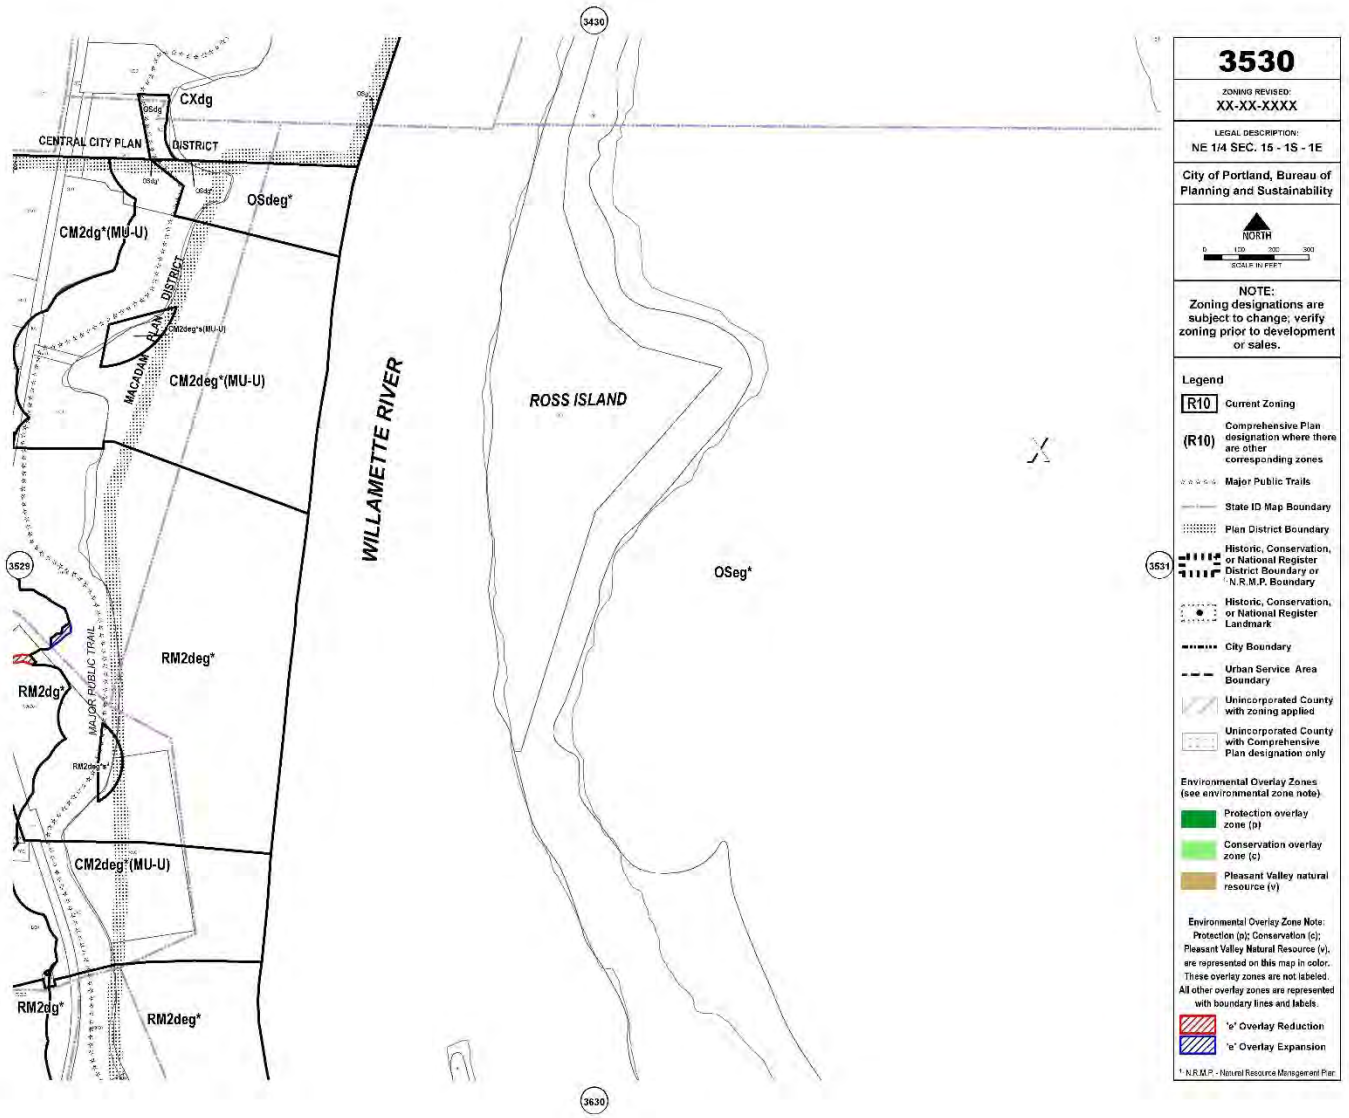 3430
CXdg
OSdg
CENTRAL CITY PLAN DISTRICT
OSdeg*
CM2dg*(MU-U)
MACADAM PLAN DISTRICT
CM2deg*s(MU-U)
CM2deg*(MU-U)
WILLAMETTE RIVER
ROSS ISLAND
3529
3531
OSeg*
MAJOR PUBLIC TRAIL
RM2deg*
RM2dg*
CM2deg*(MU-U)
RM2dg*
RM2deg*
3630
3530
ZONING REVISED:
XX-XX-XXXX
LEGAL DESCRIPTION:
NE 1/4 SEC. 15 - 1S - 1E
City of Portland, Bureau of
Planning and Sustainability
NORTH
0 100 200 300
SCALE IN FEET
NOTE:
Zoning designations are
subject to change; verify
zoning prior to development
or sales.
Legend
R10 Current Zoning
(R10) Comprehensive Plan
designation where there
are other
corresponding zones
Major Public Trails
State ID Map Boundary
Plan District Boundary
Historic, Conservation,
or National Register
District Boundary or
¹ N.R.M.P. Boundary
Historic, Conservation,
or National Register
Landmark
City Boundary
Urban Service Area
Boundary
Unincorporated County
with zoning applied
Unincorporated County
with Comprehensive
Plan designation only
Environmental Overlay Zones
(see environmental zone note)
Protection overlay
zone (p)
Conservation overlay
zone (c)
Pleasant Valley natural
resource (v)
Environmental Overlay Zone Note:
Protection (p); Conservation (c);
Pleasant Valley Natural Resource (v),
are represented on this map in color.
These overlay zones are not labeled.
All other overlay zones are represented
with boundary lines and labels.
'e' Overlay Reduction
'e' Overlay Expansion
¹ N.R.M.P. - Natural Resource Management Plan